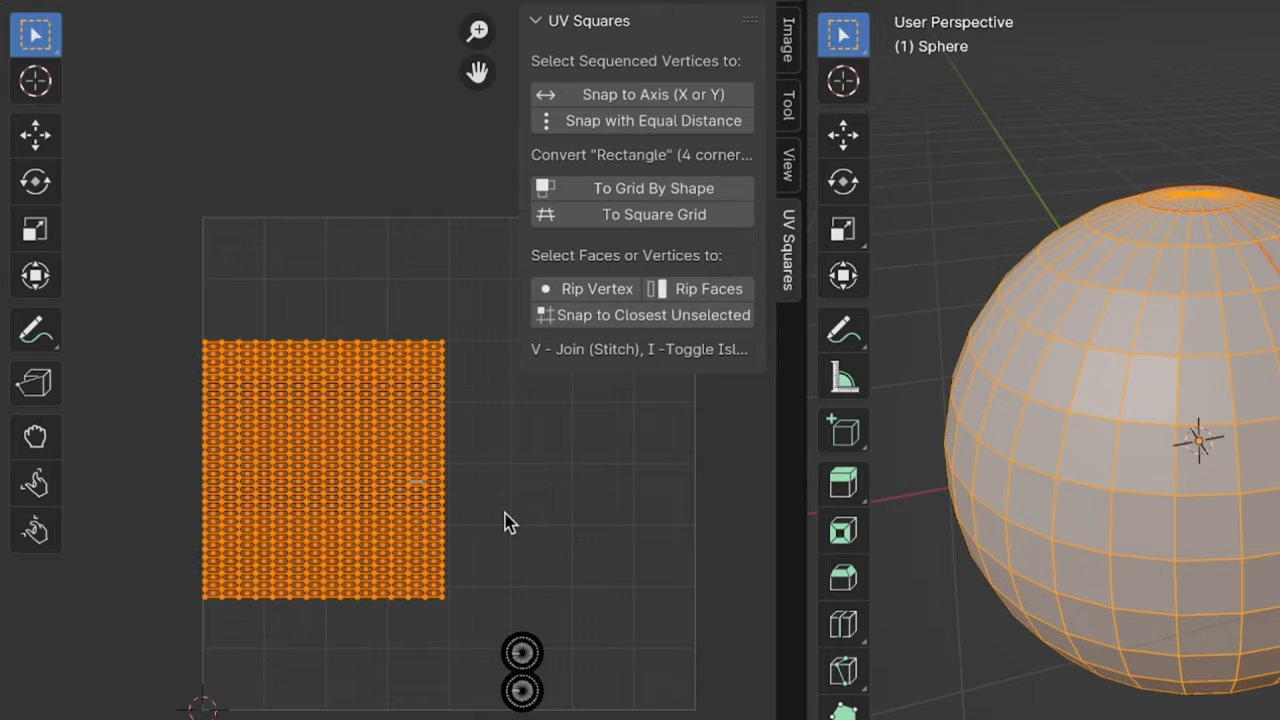 UV Squares
Select Sequenced Vertices to:
Snap to Axis (X or Y)
Snap with Equal Distance
Convert "Rectangle" (4 corner...
To Grid By Shape
To Square Grid
Select Faces or Vertices to:
Rip Vertex
Rip Faces
Snap to Closest Unselected
V - Join (Stitch), I -Toggle Isl...
Image
Tool
View
UV Squares
User Perspective
(1) Sphere